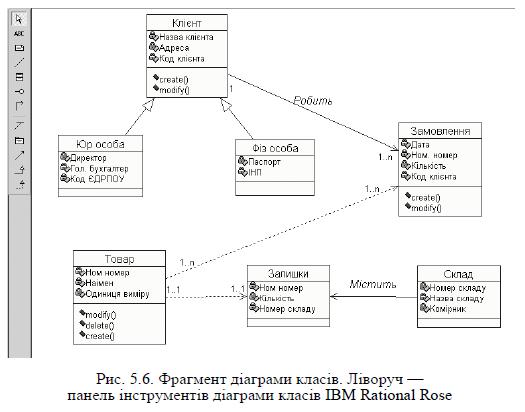 ABC
Клієнт
Назва клієнта
Адреса
Код клієнта
create()
modify()
1
Робить
1..n
Юр особа
Директор
Гол. бухгалтер
Код ЄДРПОУ
Фіз особа
Паспорт
ІНП
Замовлення
Дата
Ном. номер
Кількість
Код клієнта
create()
modify()
1..n
Товар
Ном номер
Наімен
Одиниця виміру
modify()
delete()
create()
1..n
1..1
1..1
Залишки
Ном номер
Кількість
Номер складу
Містить
Склад
Номер складу
Назва складу
Комірник
Рис. 5.6. Фрагмент діаграми класів. Ліворуч —
панель інструментів діаграми класів IBM Rational Rose